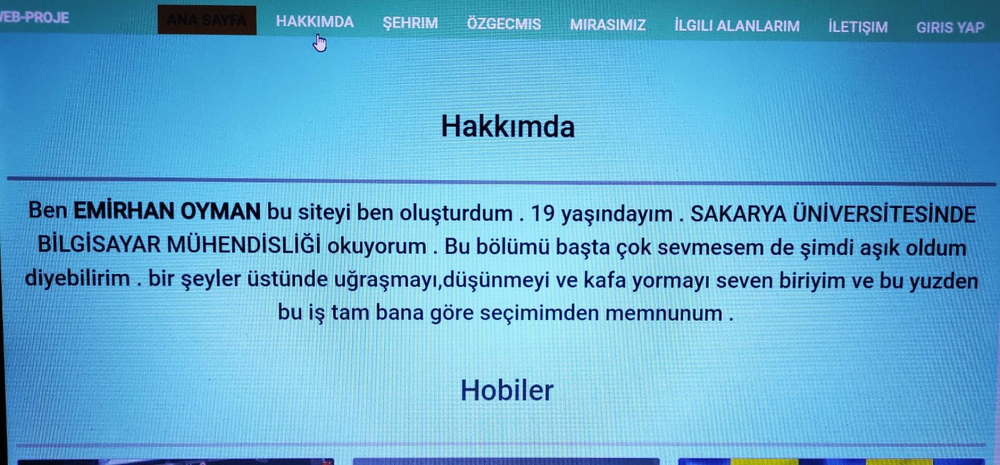 WEB-PROJE ANA SAYFA HAKKIMDA ŞEHRIM ÖZGECMIS MIRASIMIZ İLGILI ALANLARIM İLETIŞIM GIRIS YAP
Hakkımda
Ben EMİRHAN OYMAN bu siteyi ben oluşturdum . 19 yaşındayım . SAKARYA ÜNİVERSİTESİNDE
BİLGİSAYAR MÜHENDİSLİĞİ okuyorum . Bu bölümü başta çok sevmesem de şimdi aşık oldum
diyebilirim . bir şeyler üstünde uğraşmayı,düşünmeyi ve kafa yormayı seven biriyim ve bu yuzden
bu iş tam bana göre seçimimden memnunum .
Hobiler